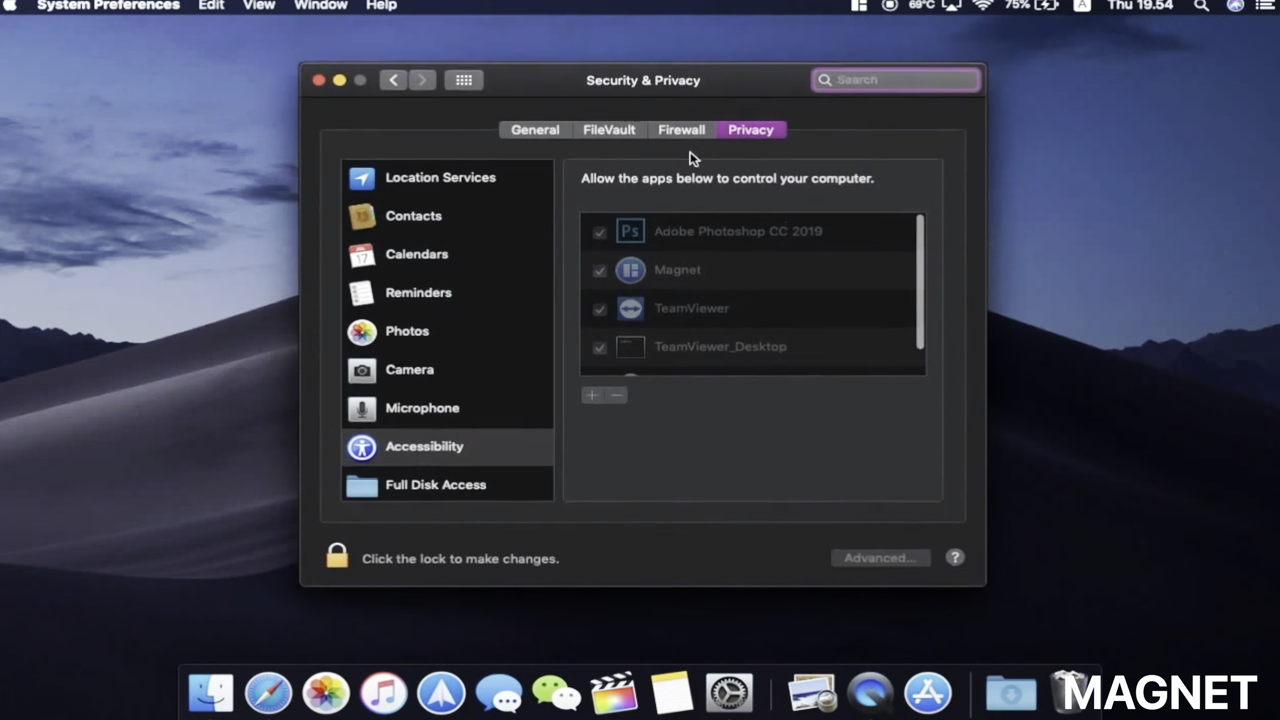 System Preferences Edit View Window Help 69°C 75% A Thu 19.54
Security & Privacy
Search
General FileVault Firewall Privacy
Location Services
Contacts
Calendars
Reminders
Photos
Camera
Microphone
Accessibility
Full Disk Access
Allow the apps below to control your computer.
Ps Adobe Photoshop CC 2019
Magnet
TeamViewer
TeamViewer_Desktop
+ −
Click the lock to make changes.
Advanced... ?
17
MAGNET